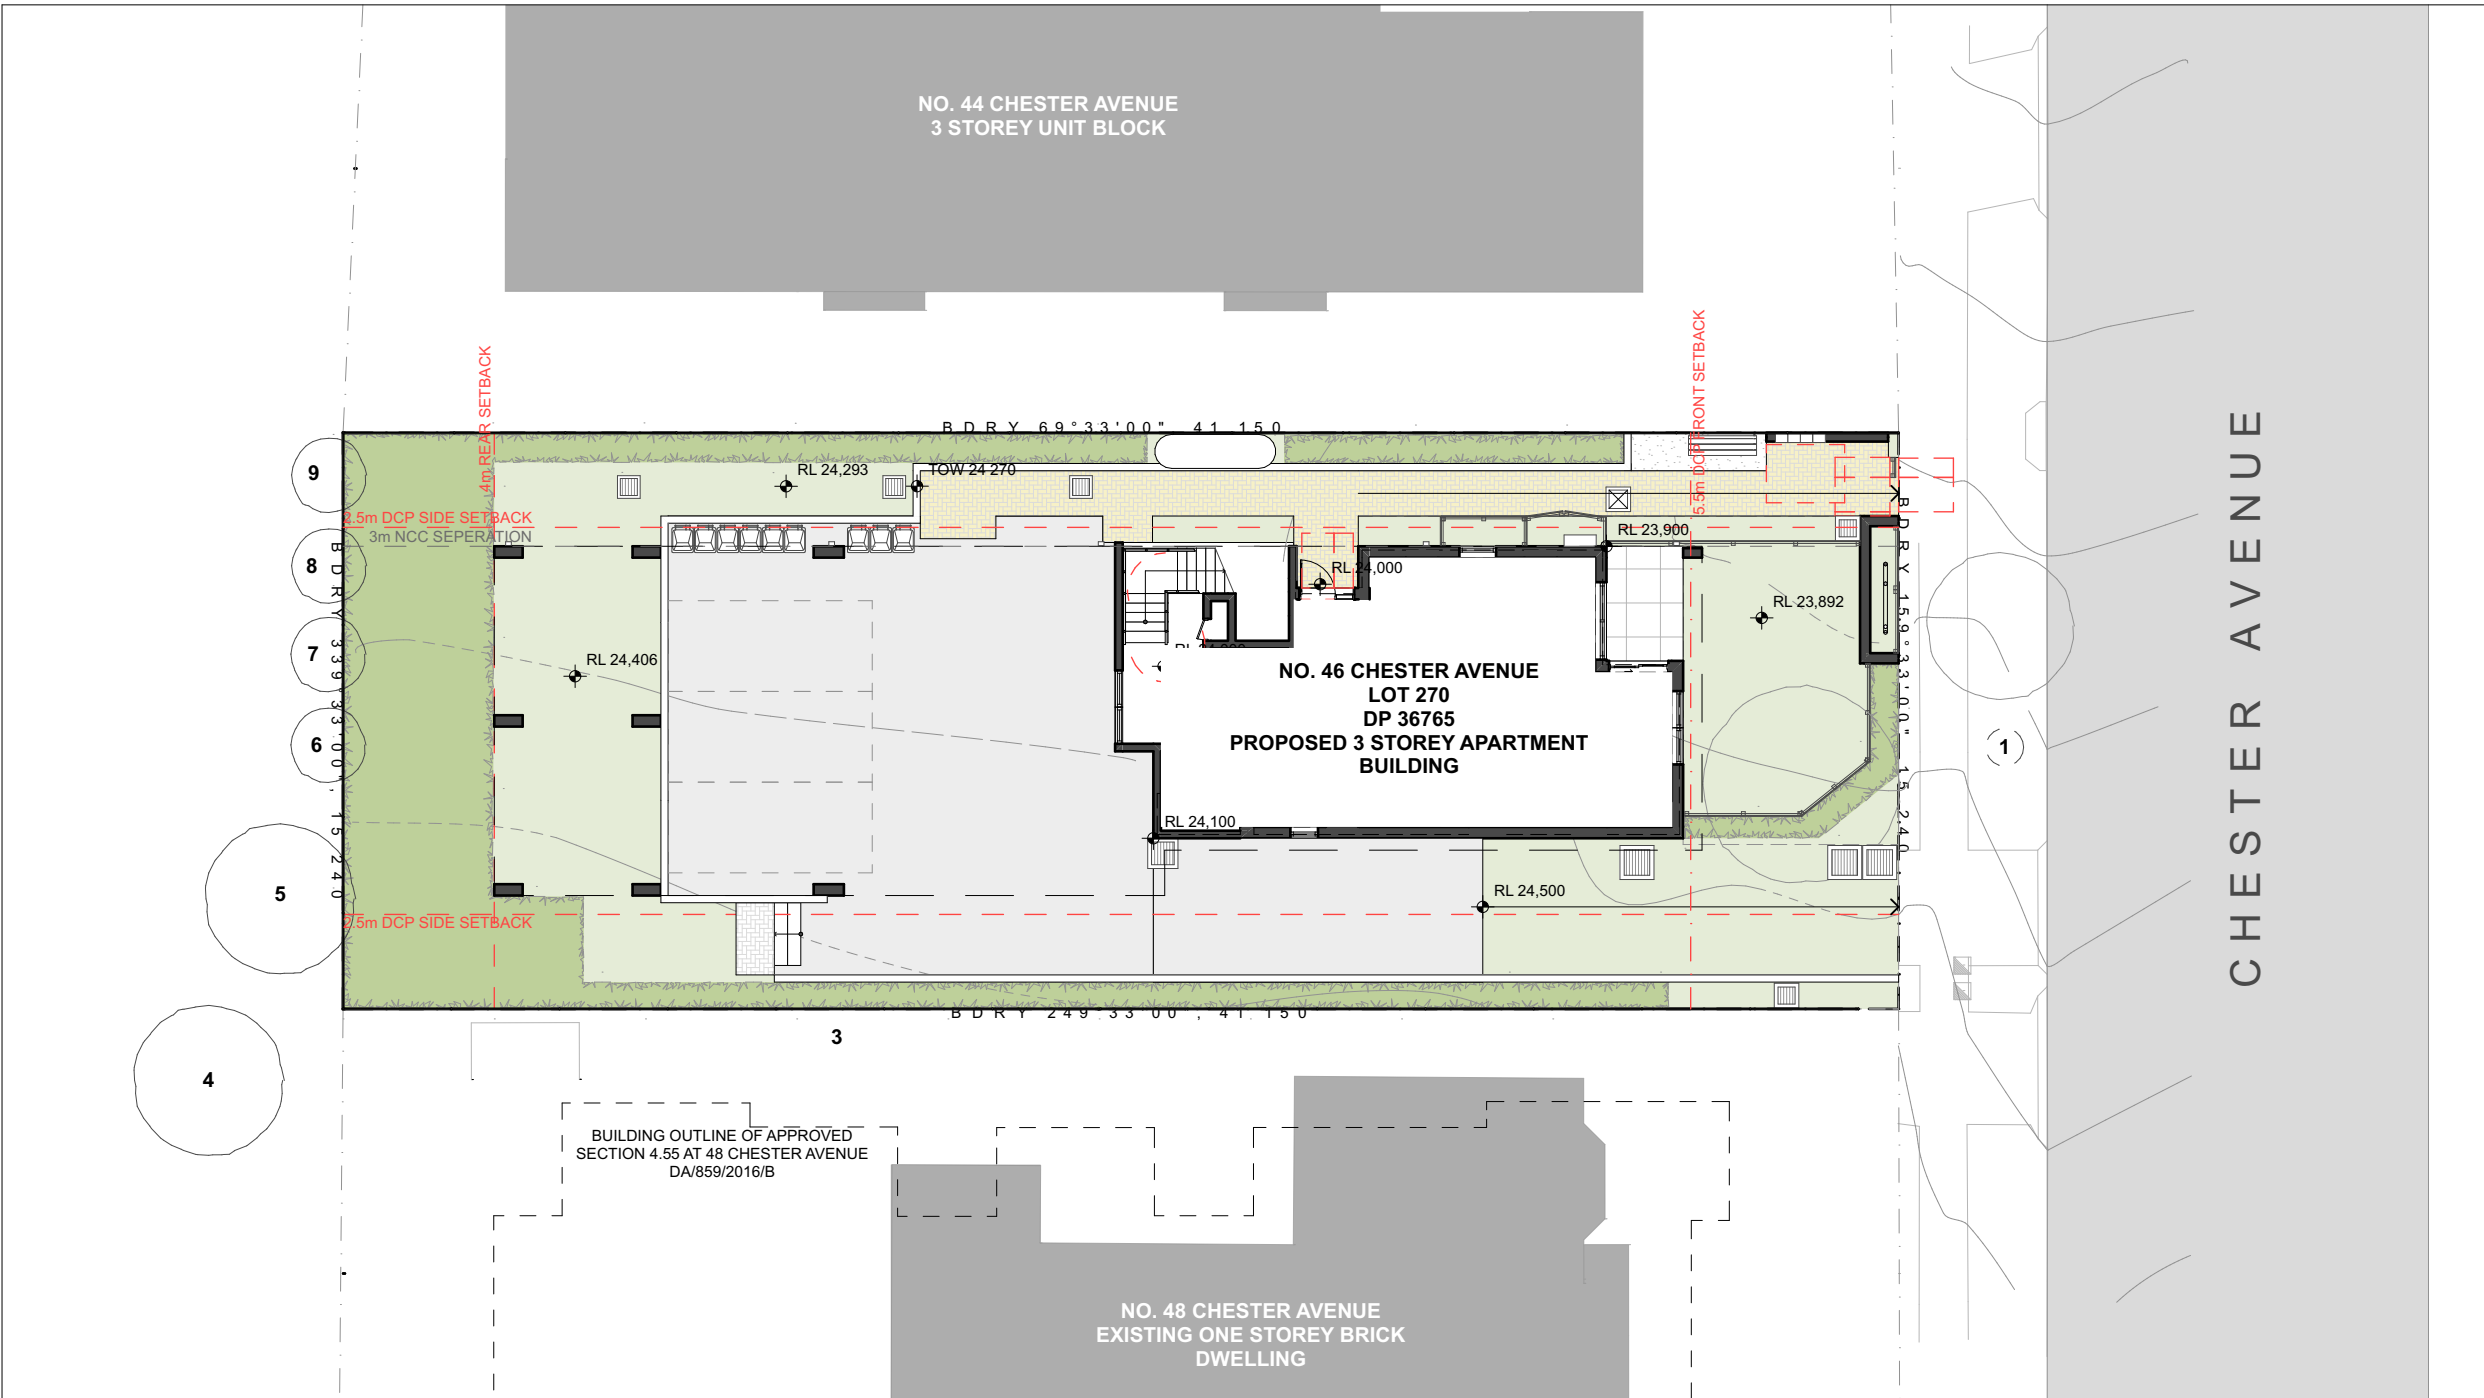 NO. 44 CHESTER AVENUE
3 STOREY UNIT BLOCK
4m REAR SETBACK
5.5m DCP FRONT SETBACK
BDRY 69°33'00" 41 150
9
RL 24,293
TOW 24 270
2.5m DCP SIDE SETBACK
3m NCC SEPERATION
RL 23,900
8
RL 24,000
BDRY 339°33'00", 15 240
BDRY 159°33'00" 15 240
RL 23,892
7
RL 24,406
NO. 46 CHESTER AVENUE
LOT 270
DP 36765
PROPOSED 3 STOREY APARTMENT
BUILDING
6
1
CHESTER AVENUE
RL 24,100
5
RL 24,500
2.5m DCP SIDE SETBACK
BDRY 249°33'00", 41 150
3
4
BUILDING OUTLINE OF APPROVED
SECTION 4.55 AT 48 CHESTER AVENUE
DA/859/2016/B
NO. 48 CHESTER AVENUE
EXISTING ONE STOREY BRICK
DWELLING